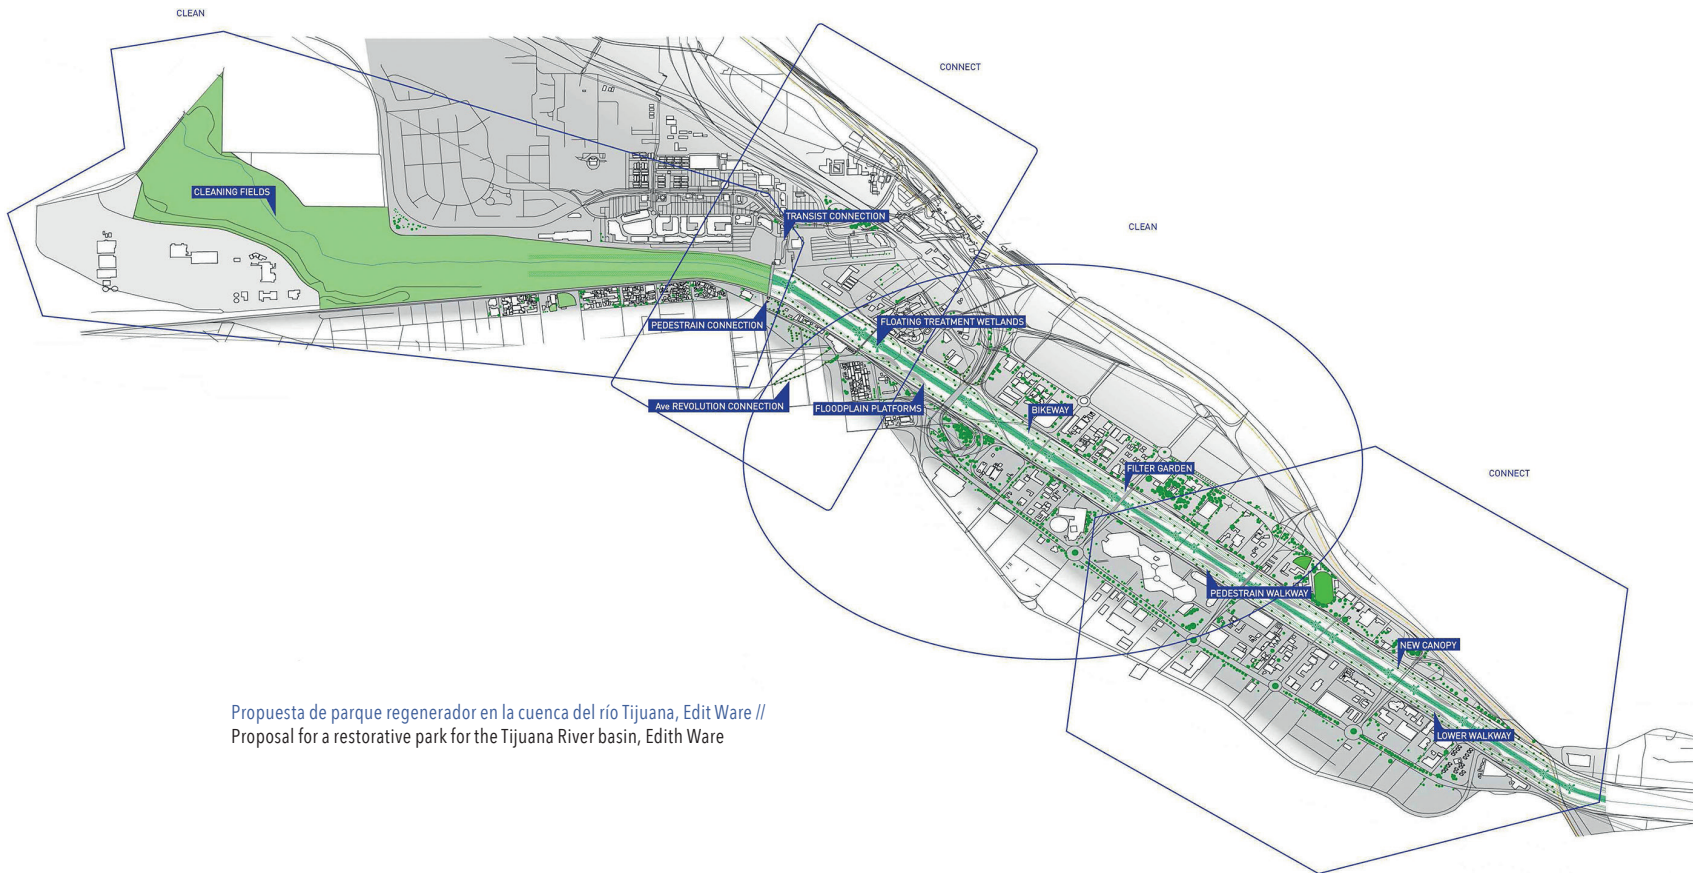 CLEAN
CONNECT
CLEANING FIELDS
TRANSIST CONNECTION
CLEAN
PEDESTRAIN CONNECTION
FLOATING TREATMENT WETLANDS
Ave REVOLUTION CONNECTION
FLOODPLAIN PLATFORMS
BIKEWAY
FILTER GARDEN
CONNECT
PEDESTRAIN WALKWAY
NEW CANOPY
LOWER WALKWAY
Propuesta de parque regenerador en la cuenca del río Tijuana, Edit Ware //
Proposal for a restorative park for the Tijuana River basin, Edith Ware